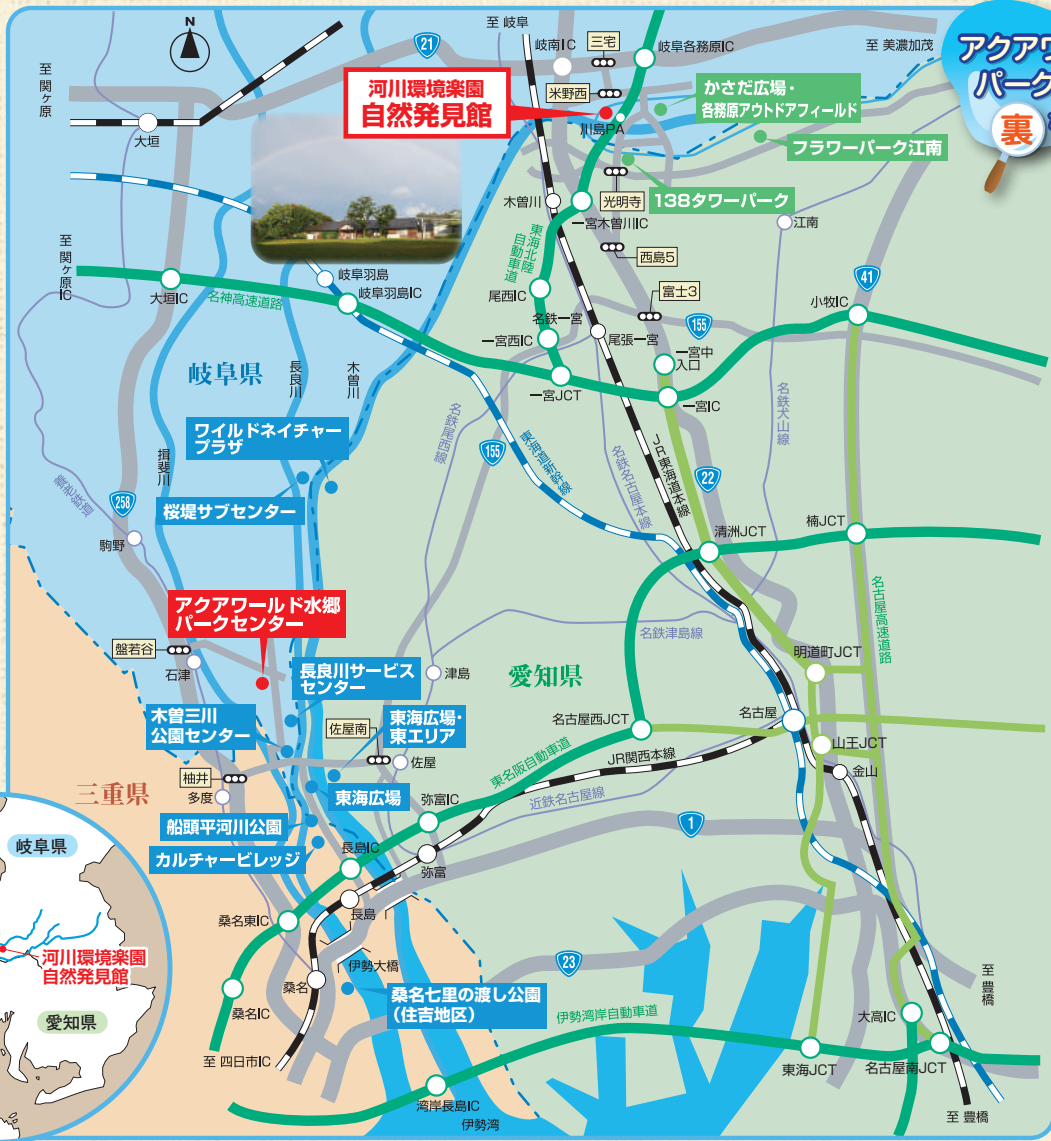 N
至 岐阜
至 関ヶ原
21
岐南IC
三宅
岐阜各務原IC
至 美濃加茂
アクアワ
パーク
裏
大垣
河川環境楽園
自然発見館
米野西
川島PA
かさだ広場・
各務原アウトドアフィールド
フラワーパーク江南
木曽川
光明寺
138タワーパーク
一宮木曽川IC
江南
東海北陸
自動車道
西島5
至 関ヶ原IC
大垣IC
名神高速道路
岐阜羽島
岐阜羽島IC
尾西IC
富士3
41
小牧IC
名鉄一宮
尾張一宮
155
一宮西IC
一宮中
入口
岐阜県
長良川
木曽川
一宮JCT
一宮IC
名鉄尾西線
名鉄犬山線
ワイルドネイチャー
プラザ
155
東海道新幹線
名鉄名古屋本線
JR東海道本線
22
揖斐川
養老鉄道
258
桜堤サブセンター
駒野
清洲JCT
楠JCT
アクアワールド水郷
パークセンター
名鉄津島線
名古屋高速道路
盤若谷
石津
長良川サービス
センター
津島
愛知県
明道町JCT
木曽三川
公園センター
佐屋南
東海広場・
東エリア
名古屋西JCT
名古屋
佐屋
東名阪自動車道
JR関西本線
山王JCT
金山
三重県
柚井
多度
東海広場
弥富IC
近鉄名古屋線
船頭平河川公園
1
カルチャービレッジ
長島IC
弥富
岐阜県
長島
桑名東IC
河川環境楽園
自然発見館
伊勢大橋
23
桑名
至 豊橋
愛知県
桑名IC
桑名七里の渡し公園
(住吉地区)
伊勢湾岸自動車道
大高IC
至 四日市IC
東海JCT
名古屋南JCT
湾岸長島IC
伊勢湾
至 豊橋